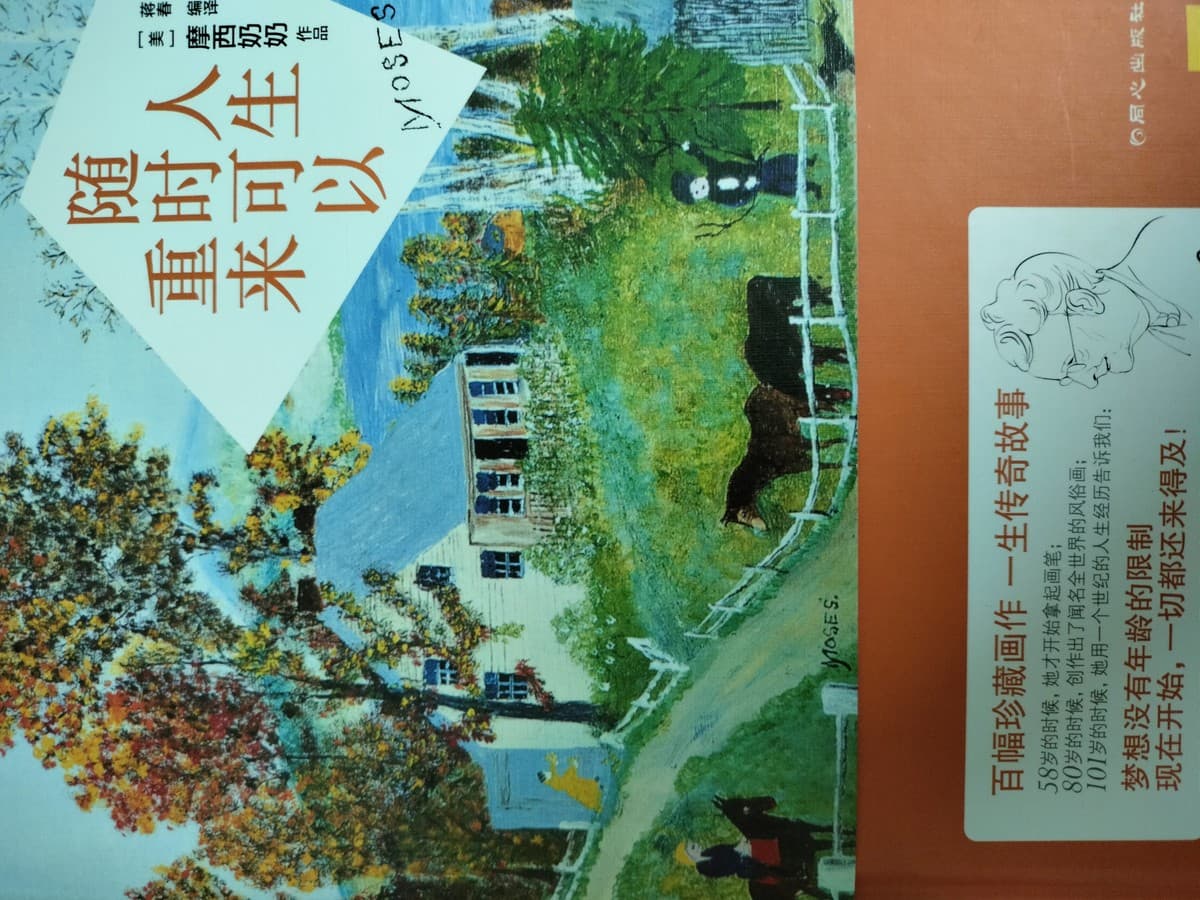 蒋春 编译
[美] 摩西奶奶 作品
人生
随时可以
重来
MOSES
MOSES.
同心出版社
百幅珍藏画作 一生传奇故事
58岁的时候,她才开始拿起画笔;
80岁的时候,创作出了闻名全世界的风俗画;
101岁的时候,她用一个世纪的人生经历告诉我们:
梦想没有年龄的限制
现在开始,一切都还来得及!